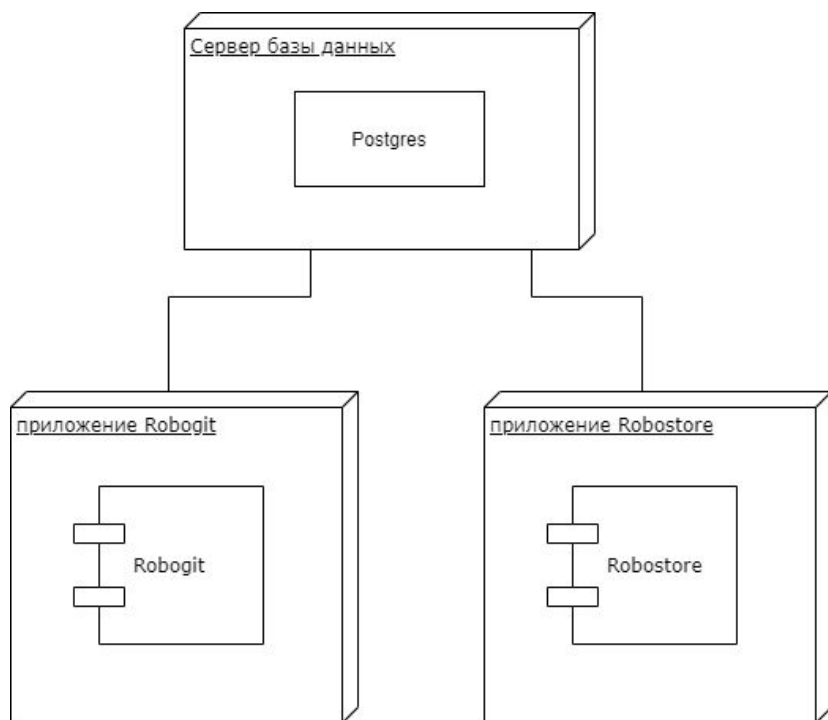 Сервер базы данных
Postgres
приложение Robogit
приложение Robostore
Robogit
Robostore